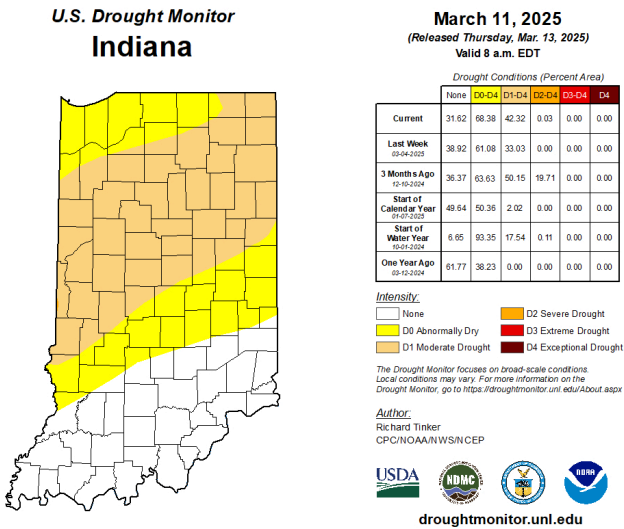 U.S. Drought Monitor
Indiana
March 11, 2025
(Released Thursday, Mar. 13, 2025)
Valid 8 a.m. EDT
Drought Conditions (Percent Area)
None D0-D4 D1-D4 D2-D4 D3-D4 D4
Current 31.62 68.38 42.32 0.03 0.00 0.00
Last Week 38.92 61.08 33.03 0.00 0.00 0.00
03-04-2025
3 Months Ago 36.37 63.63 50.15 19.71 0.00 0.00
12-10-2024
Start of
Calendar Year 49.64 50.36 2.02 0.00 0.00 0.00
01-07-2025
Start of
Water Year 6.65 93.35 17.54 0.11 0.00 0.00
10-01-2024
One Year Ago 61.77 38.23 0.00 0.00 0.00 0.00
03-12-2024
Intensity:
None
D0 Abnormally Dry
D1 Moderate Drought
D2 Severe Drought
D3 Extreme Drought
D4 Exceptional Drought
The Drought Monitor focuses on broad-scale conditions.
Local conditions may vary. For more information on the
Drought Monitor, go to https://droughtmonitor.unl.edu/About.aspx
Author:
Richard Tinker
CPC/NOAA/NWS/NCEP
USDA
NDMC
NOAA
droughtmonitor.unl.edu